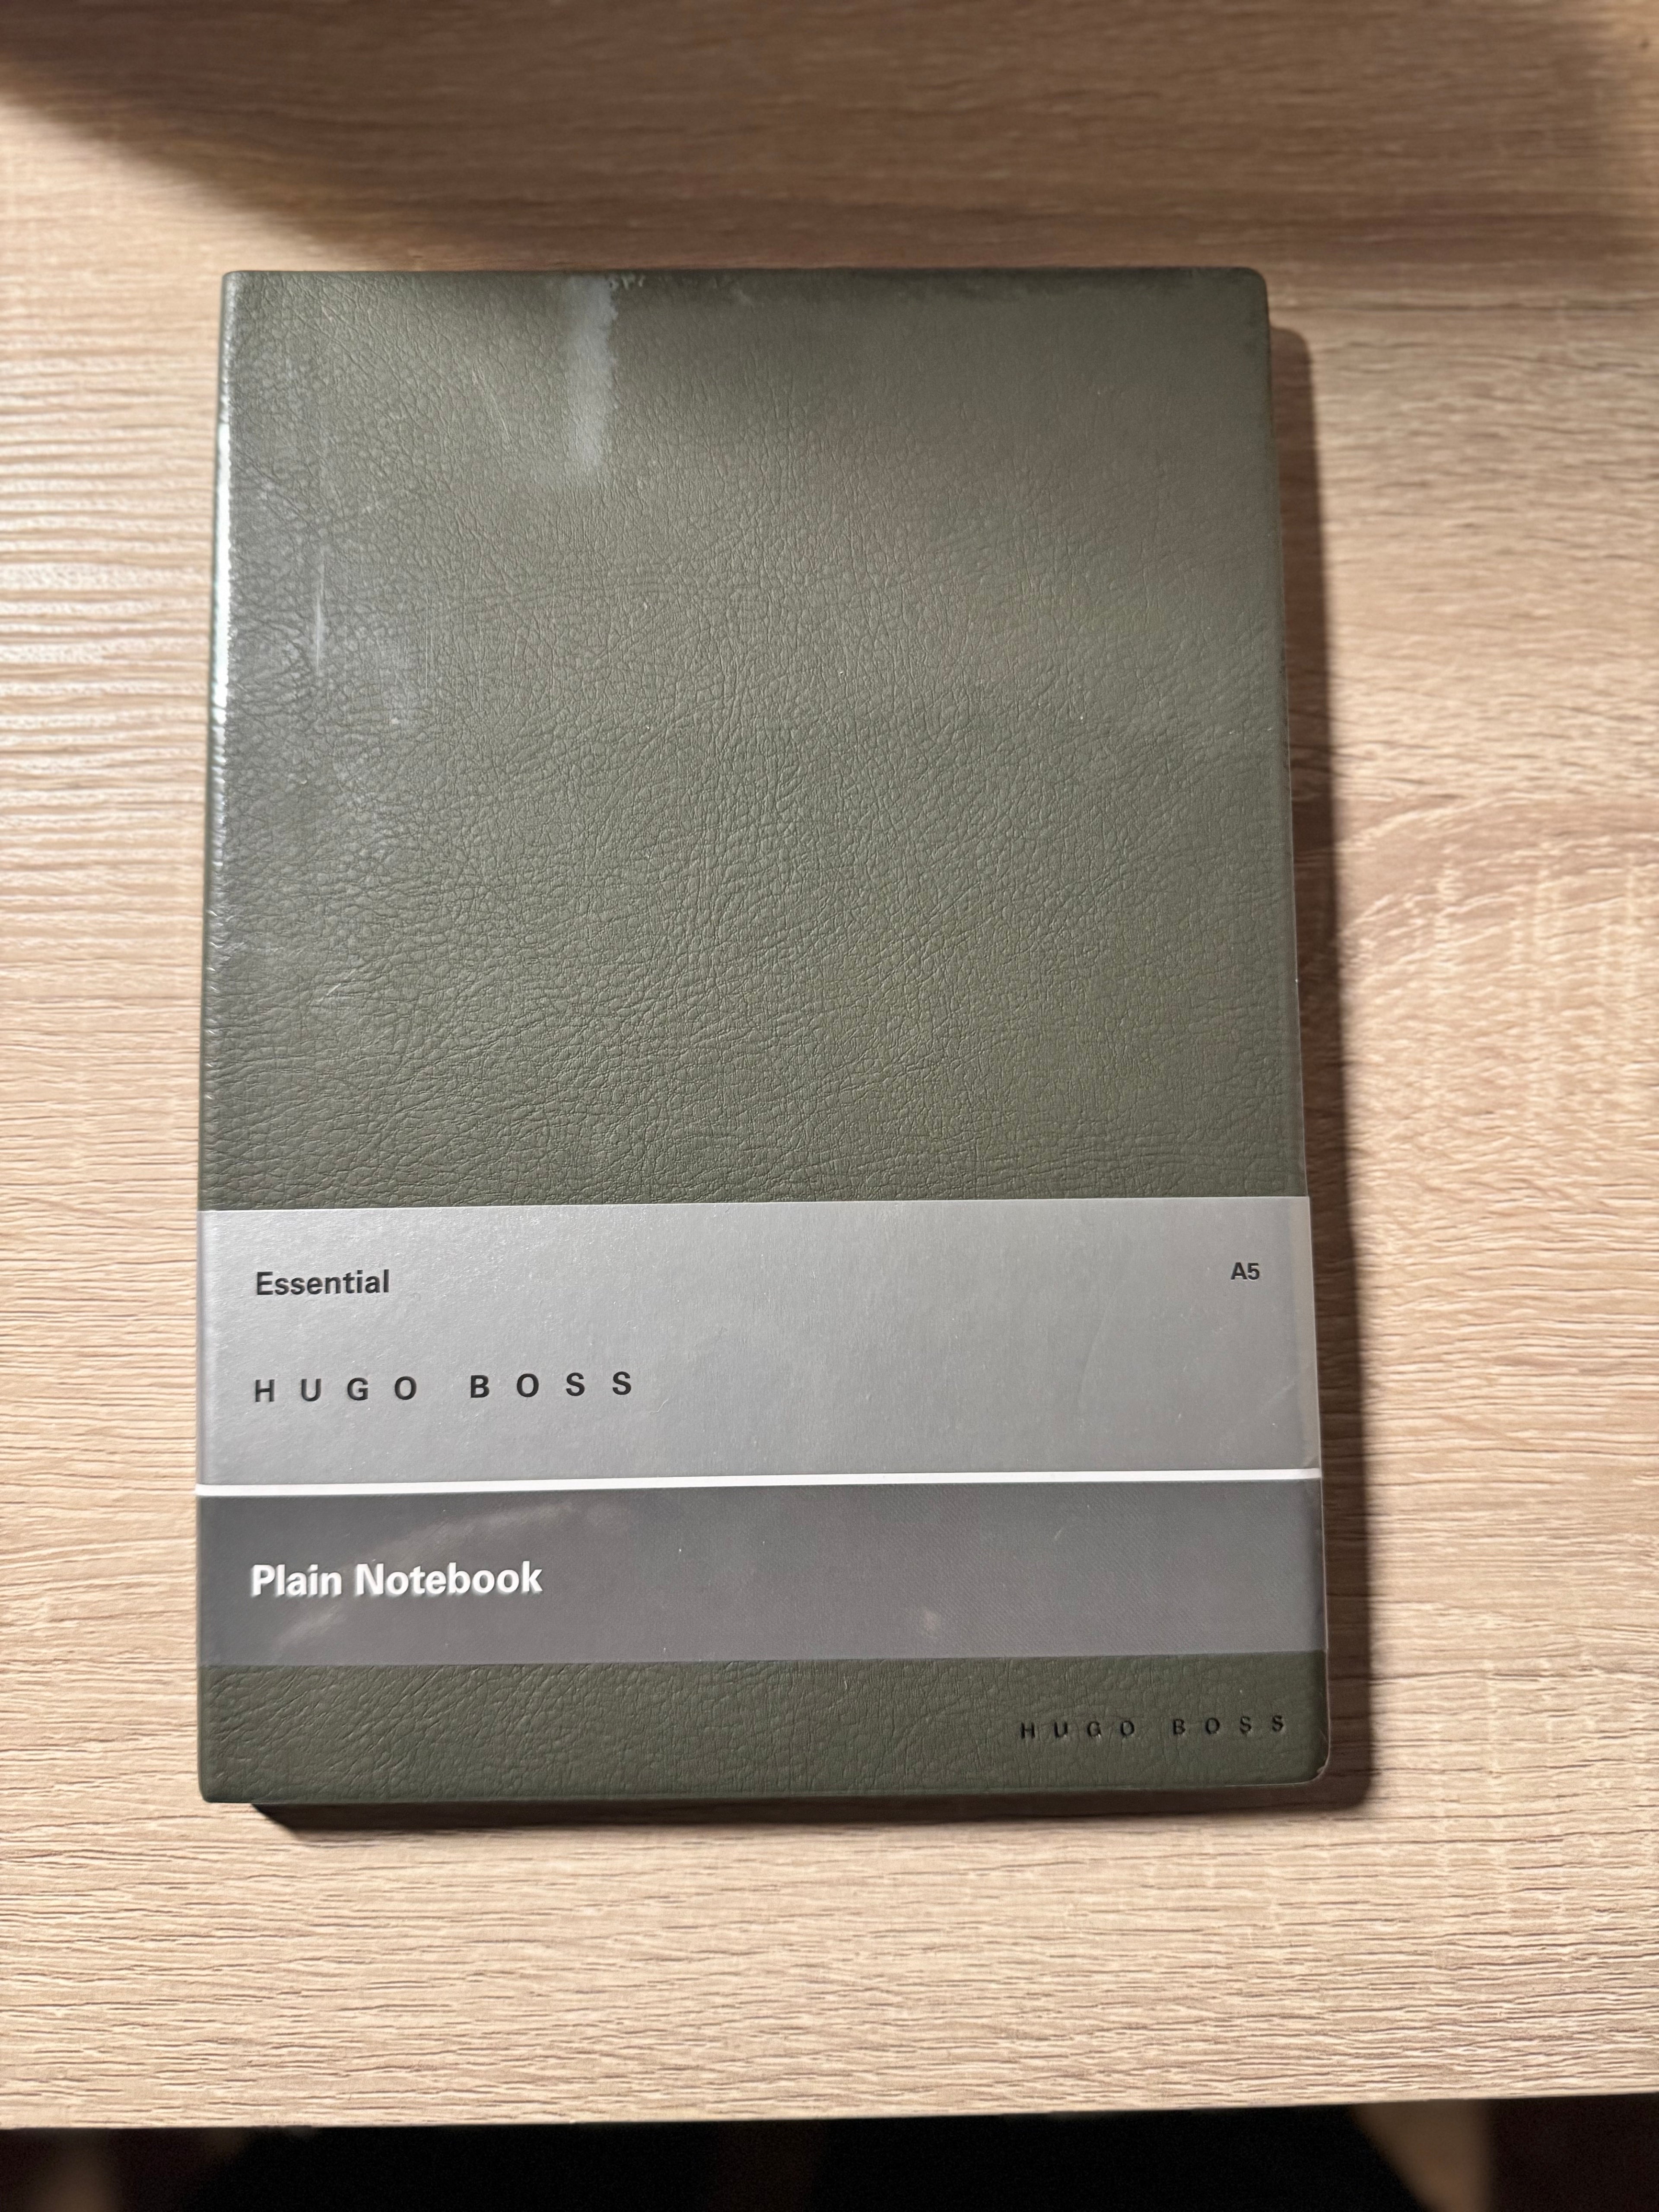 Essential A5
HUGO BOSS
Plain Notebook
HUGO BOSS